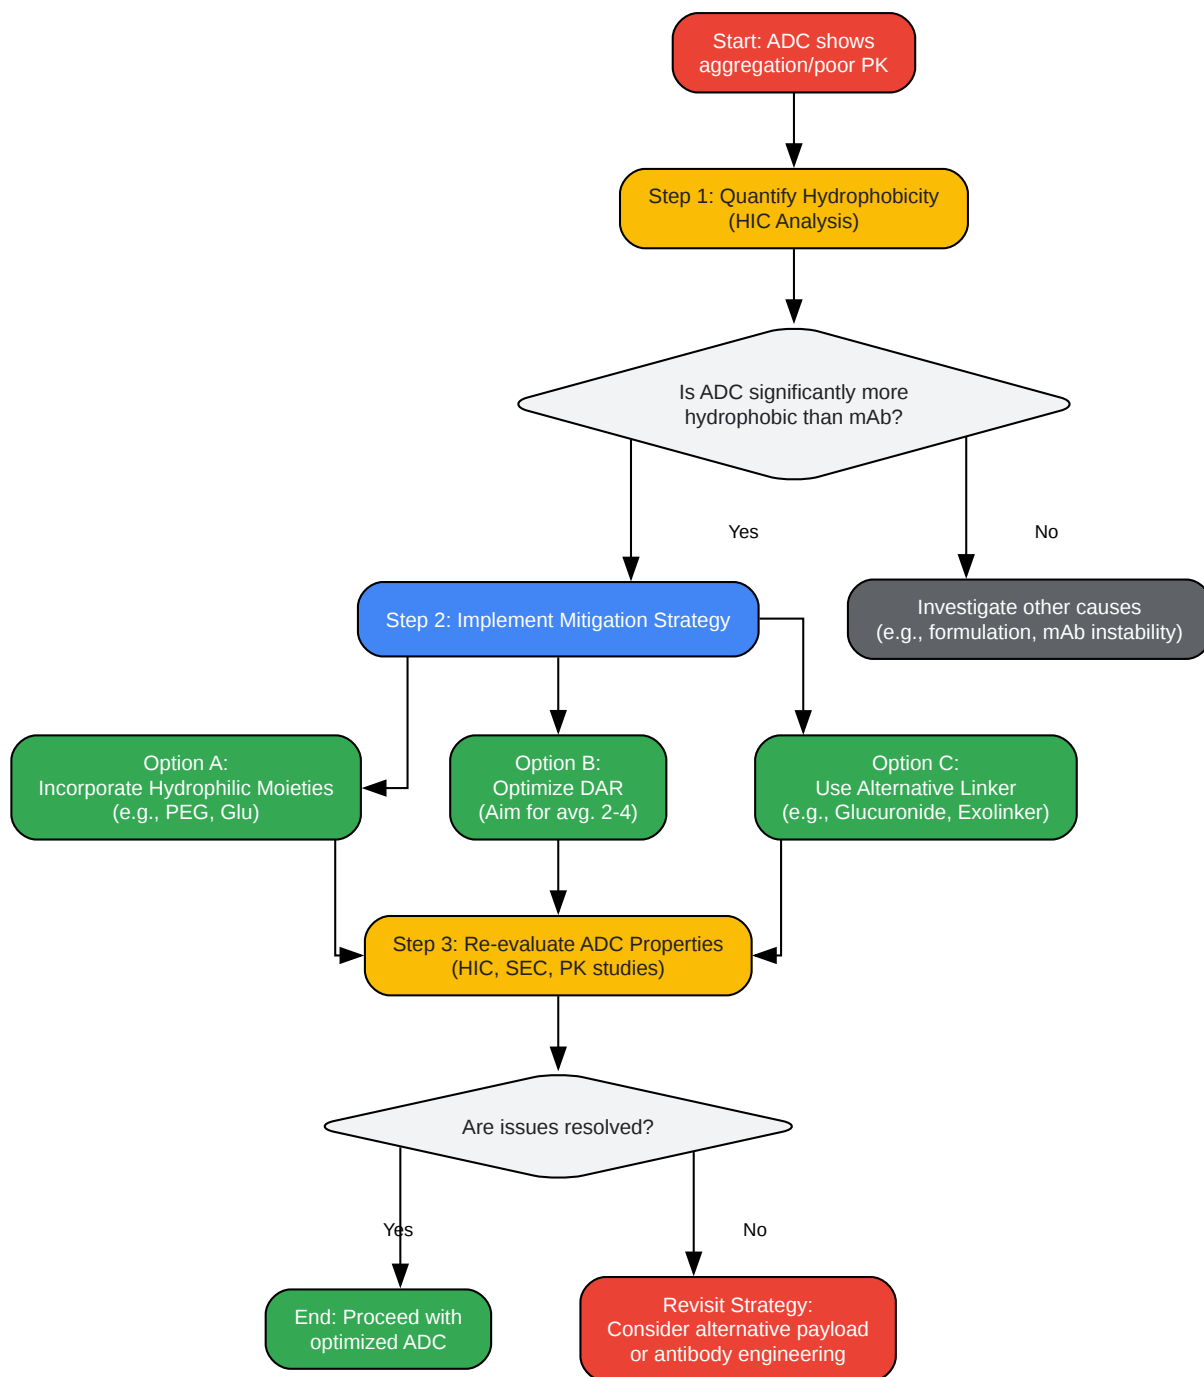 Start: ADC shows
aggregation/poor PK
Step 1: Quantify Hydrophobicity
(HIC Analysis)
Is ADC significantly more
hydrophobic than mAb?
Yes
No
Step 2: Implement Mitigation Strategy
Investigate other causes
(e.g., formulation, mAb instability)
Option A:
Incorporate Hydrophilic Moieties
(e.g., PEG, Glu)
Option B:
Optimize DAR
(Aim for avg. 2-4)
Option C:
Use Alternative Linker
(e.g., Glucuronide, Exolinker)
Step 3: Re-evaluate ADC Properties
(HIC, SEC, PK studies)
Are issues resolved?
Yes
No
End: Proceed with
optimized ADC
Revisit Strategy:
Consider alternative payload
or antibody engineering